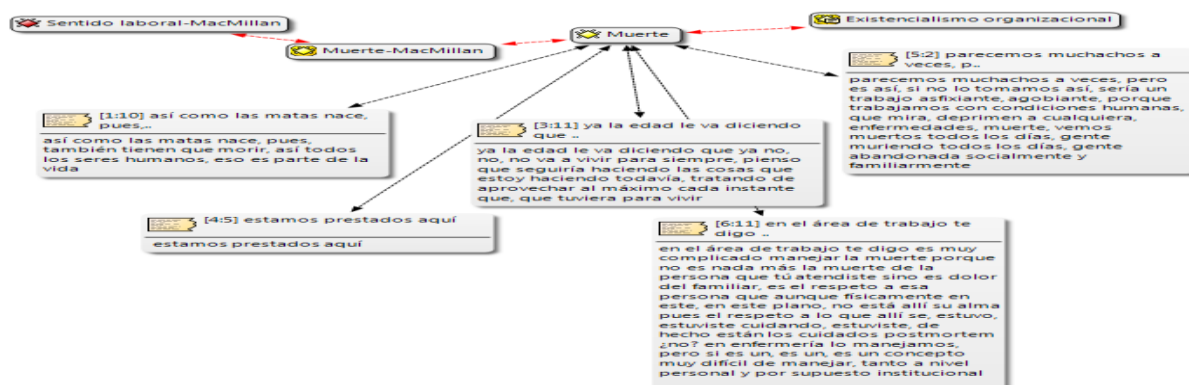 Sentido laboral-MacMillan
Muerte-MacMillan
Muerte
Existencialismo organizacional
[1:10] así como las matas nace,
pues,..
así como las matas nace, pues,
también tienen que morir, así todos
los seres humanos, eso es parte de la
vida
[4:5] estamos prestados aquí
estamos prestados aquí
[3:11] ya la edad le va diciendo
que ..
ya la edad le va diciendo que ya no,
no, no va a vivir para siempre, pienso
que seguiría haciendo las cosas que
estoy haciendo todavía, tratando de
aprovechar al máximo cada instante
que, que tuviera para vivir
[5:2] parecemos muchachos a
veces, p..
parecemos muchachos a veces, pero
es así, si no lo tomamos así, sería un
trabajo asfixiante, agobiante, porque
trabajamos con condiciones humanas,
que mira, deprimen a cualquiera,
enfermedades, muerte, vemos
muertos todos los días, gente
muriendo todos los días, gente
abandonada socialmente y
familiarmente
[6:11] en el área de trabajo te
digo ..
en el área de trabajo te digo es muy
complicado manejar la muerte porque
no es nada más la muerte de la
persona que tú atendiste sino es dolor
del familiar, es el respeto a esa
persona que aunque físicamente en
este, en este plano, no está allí su alma
pues el respeto a lo que allí se, estuvo,
estuviste cuidando, estuviste, de
hecho están los cuidados postmortem
¿no? en enfermería lo manejamos,
pero si es un, es un, es un concepto
muy difícil de manejar, tanto a nivel
personal y por supuesto institucional